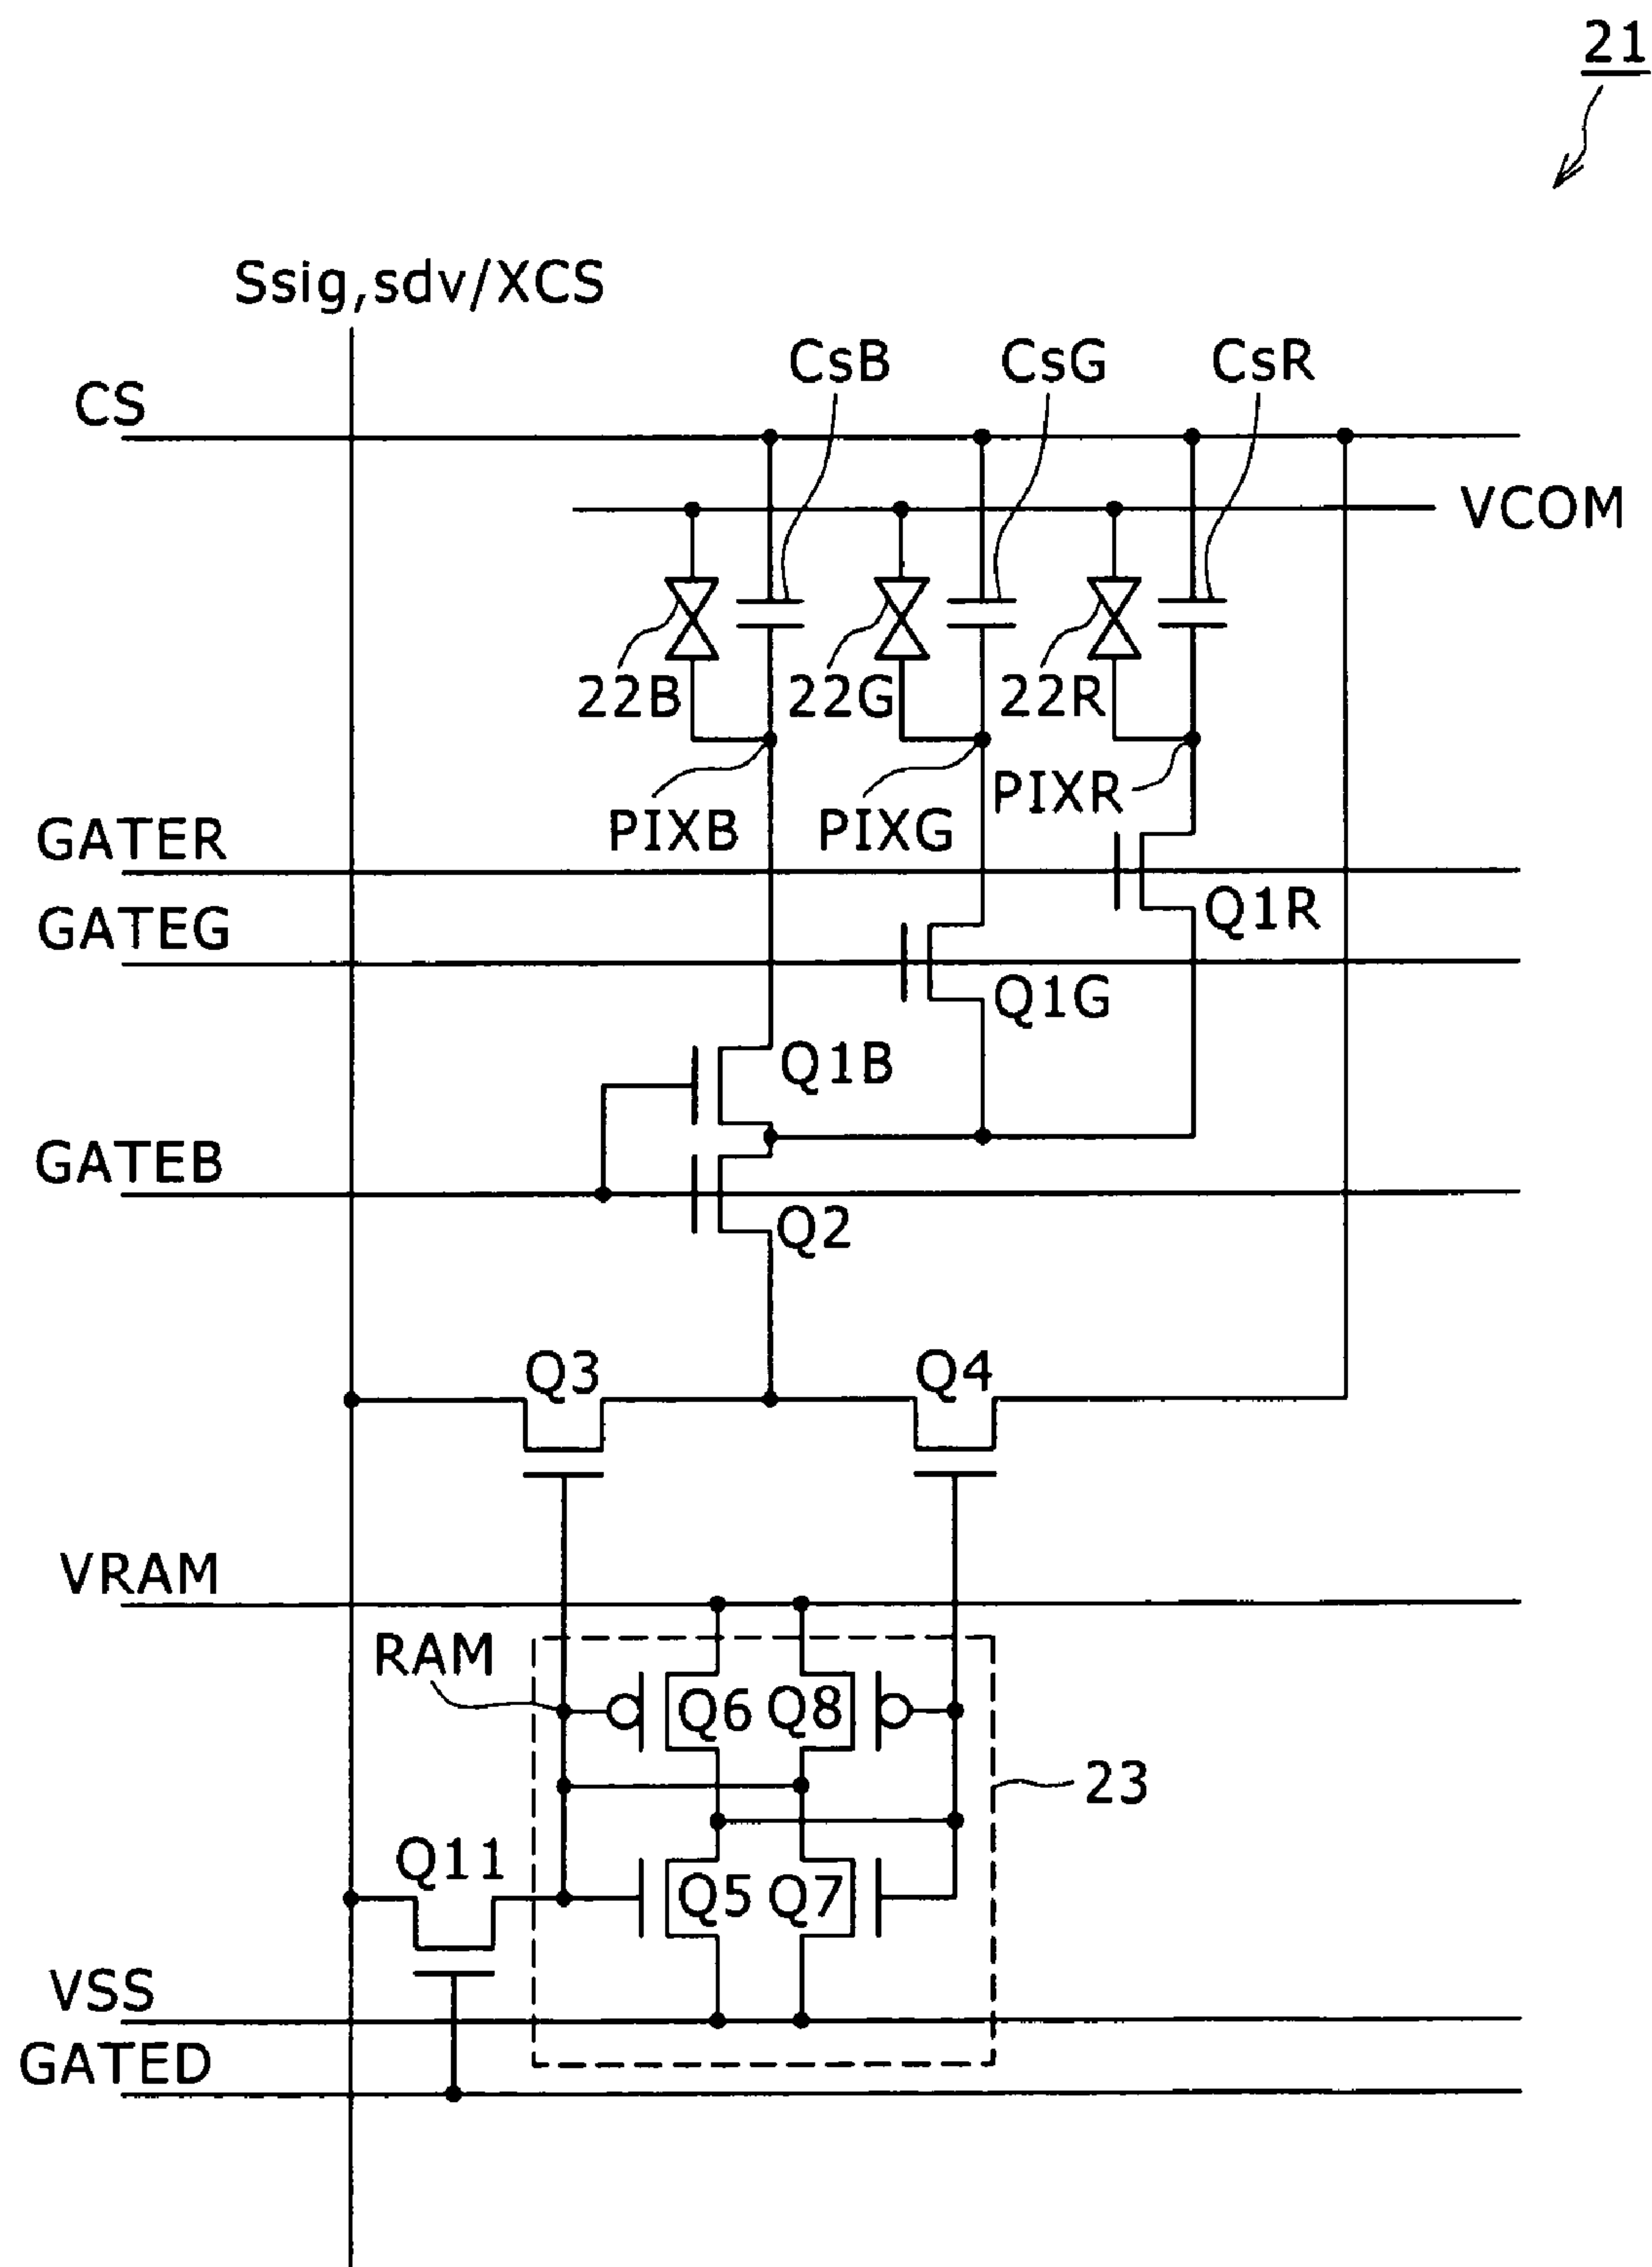 21
Ssig,sdv/XCS
CsB
CsG
CsR
CS
VCOM
22B
22G
22R
PIXB
PIXG
PIXR
GATER
Q1R
GATEG
Q1G
Q1B
GATEB
Q2
Q3
Q4
VRAM
RAM
Q6
Q8
23
Q11
Q5
Q7
VSS
GATED